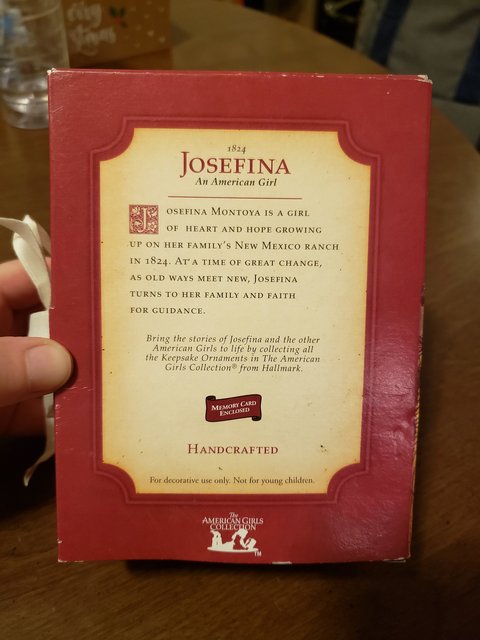 cozy
1824
JOSEFINA
An American Girl
JOSEFINA MONTOYA IS A GIRL
OF HEART AND HOPE GROWING
UP ON HER FAMILY'S NEW MEXICO RANCH
IN 1824. AT A TIME OF GREAT CHANGE,
AS OLD WAYS MEET NEW, JOSEFINA
TURNS TO HER FAMILY AND FAITH
FOR GUIDANCE.
Bring the stories of Josefina and the other
American Girls to life by collecting all
the Keepsake Ornaments in The American
Girls Collection® from Hallmark.
MEMORY CARD
ENCLOSED
HANDCRAFTED
For decorative use only. Not for young children.
The
AMERICAN GIRLS
COLLECTION
TM